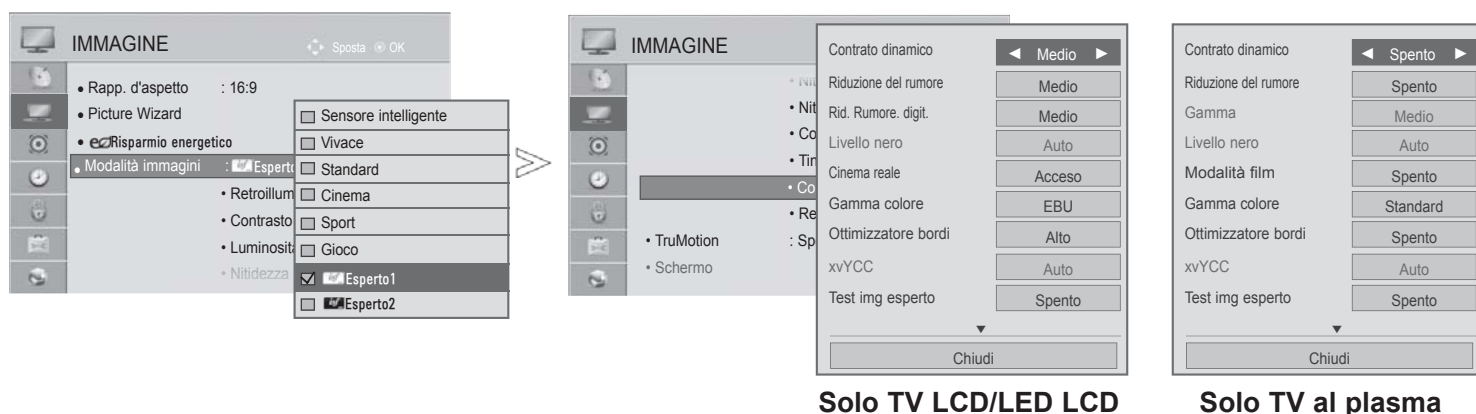 IMMAGINE
Sposta OK
• Rapp. d'aspetto : 16:9
• Picture Wizard
• eco Risparmio energetico
• Modalità immagini : Esperto
• Retroillum
• Contrasto
• Luminosità
• Nitidezza
Sensore intelligente
Vivace
Standard
Cinema
Sport
Gioco
Esperto1
Esperto2
IMMAGINE
• Nit
• Nit
• Co
• Tin
• Co
• Re
• TruMotion : Sp
• Schermo
Contrato dinamico ◄ Medio ►
Riduzione del rumore Medio
Rid. Rumore. digit. Medio
Livello nero Auto
Cinema reale Acceso
Gamma colore EBU
Ottimizzatore bordi Alto
xvYCC Auto
Test img esperto Spento
▼
Chiudi
Solo TV LCD/LED LCD
Contrato dinamico ◄ Spento ►
Riduzione del rumore Spento
Gamma Medio
Livello nero Auto
Modalità film Spento
Gamma colore Standard
Ottimizzatore bordi Spento
xvYCC Auto
Test img esperto Spento
▼
Chiudi
Solo TV al plasma